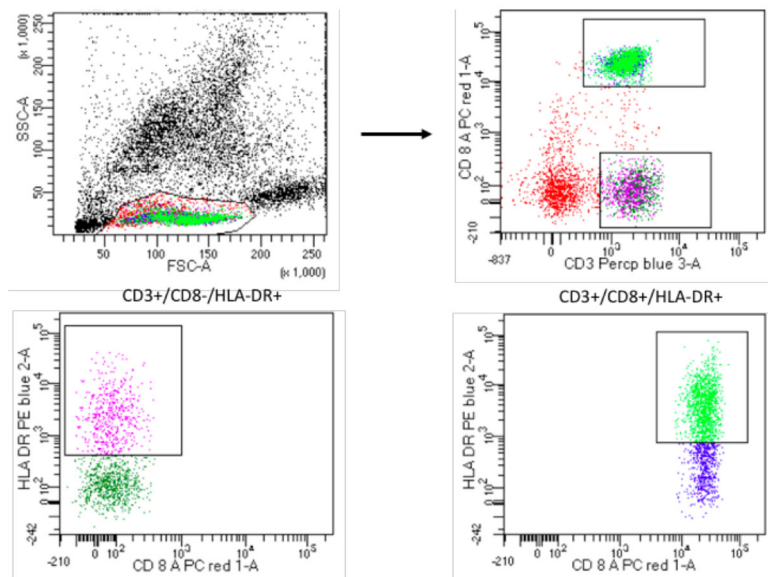 (x 1,000)
SSC-A
250
200
150
100
50
50 100 150 200 250
FSC-A
(x 1,000)
CD 8 A PC red 1-A
10^5
10^4
10^3
10^2
0
-210
-837
0 10^3 10^4 10^5
CD3 Percp blue 3-A
CD3+/CD8-/HLA-DR+
CD3+/CD8+/HLA-DR+
HLA DR PE blue 2-A
10^5
10^4
10^3
10^2
0
-242
-210 0 10^2 10^3 10^4 10^5
CD 8 A PC red 1-A
HLA DR PE blue 2-A
10^5
10^4
10^3
10^2
0
-242
-210 0 10^2 10^3 10^4 10^5
CD 8 A PC red 1-A